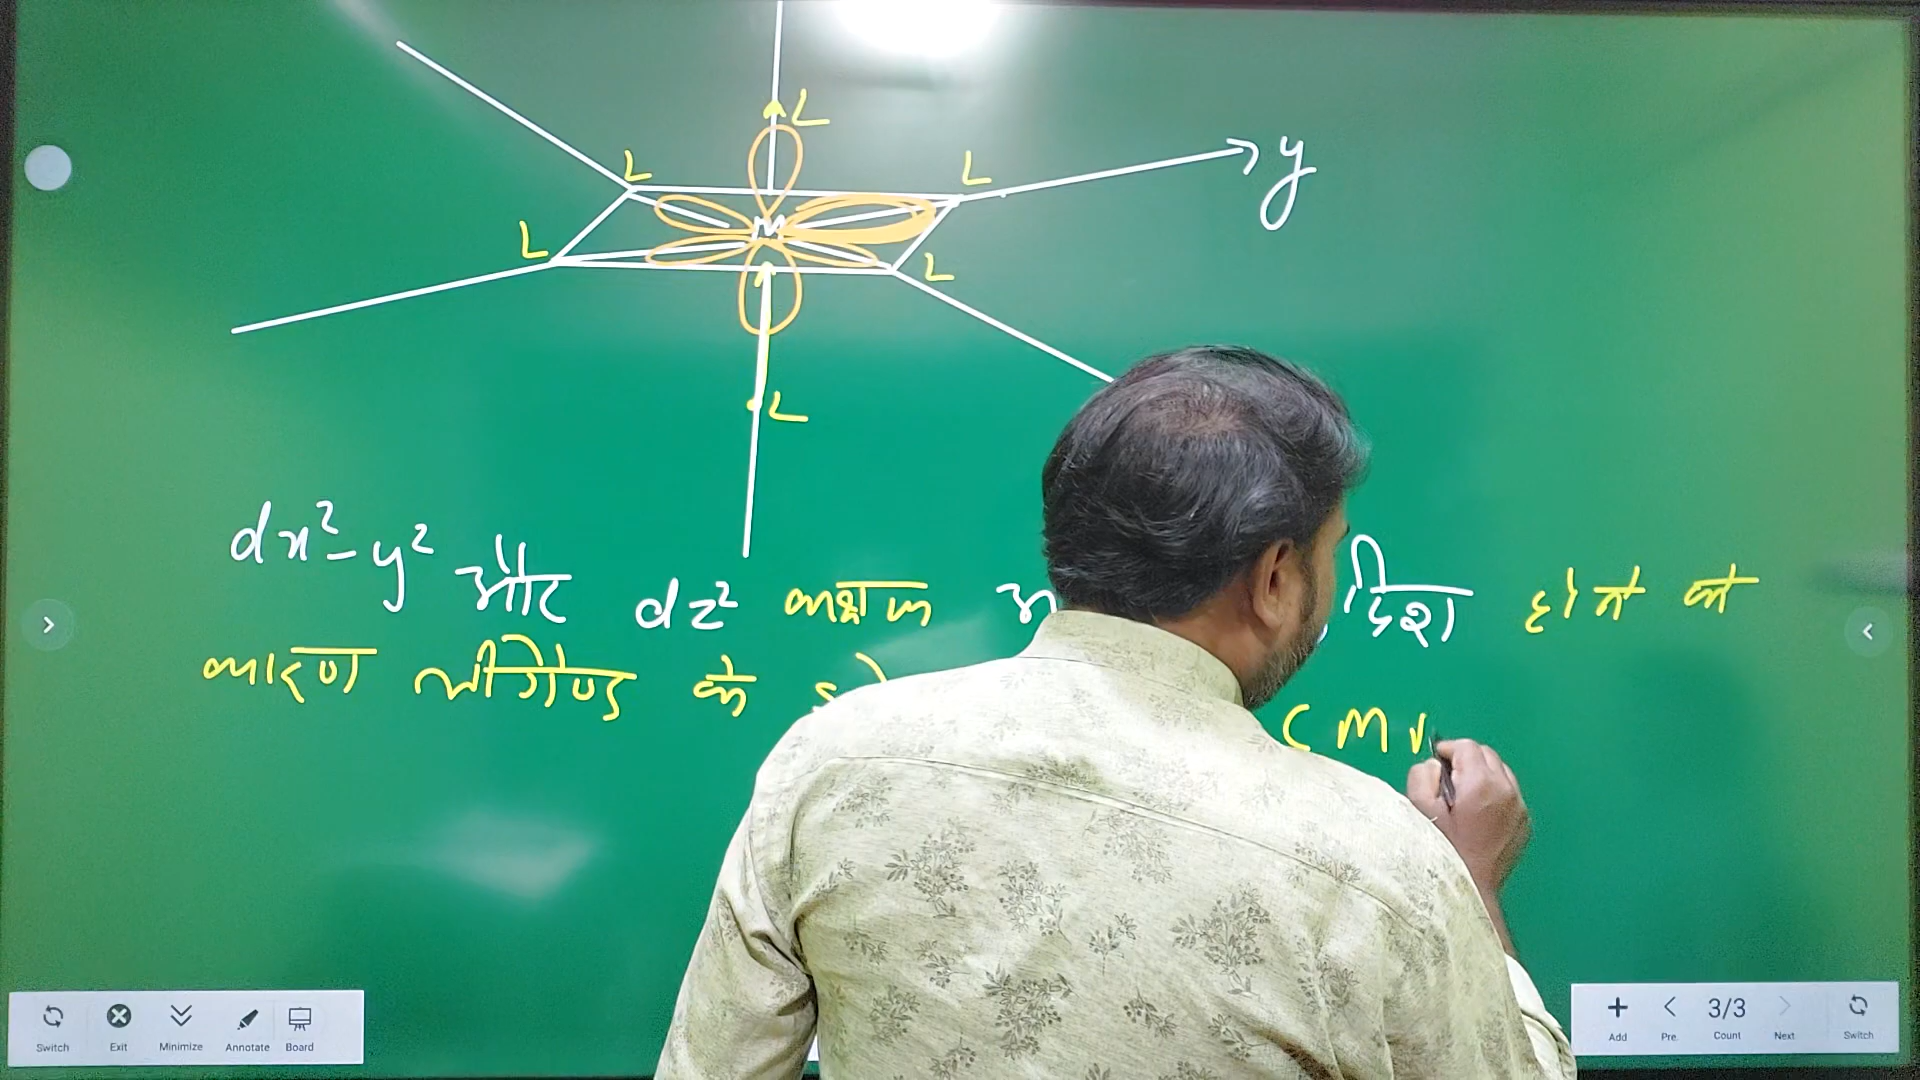 L
L
L
y
M
L
L
L
dx²-y² और dz² कक्षक दिश होने के
कारण लीगेण्ड के
CM
Switch Exit Minimize Annotate Board
Add Pre. 3/3 Count Next Switch